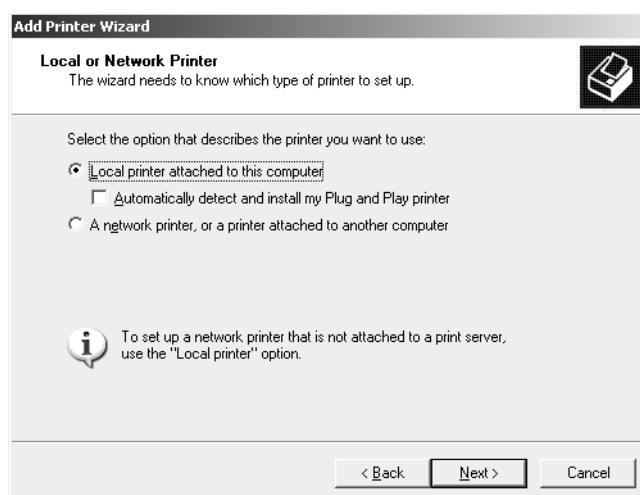 Add Printer Wizard
Local or Network Printer
The wizard needs to know which type of printer to set up.
Select the option that describes the printer you want to use:
Local printer attached to this computer
Automatically detect and install my Plug and Play printer
A network printer, or a printer attached to another computer
To set up a network printer that is not attached to a print server,
use the "Local printer" option.
< Back
Next >
Cancel